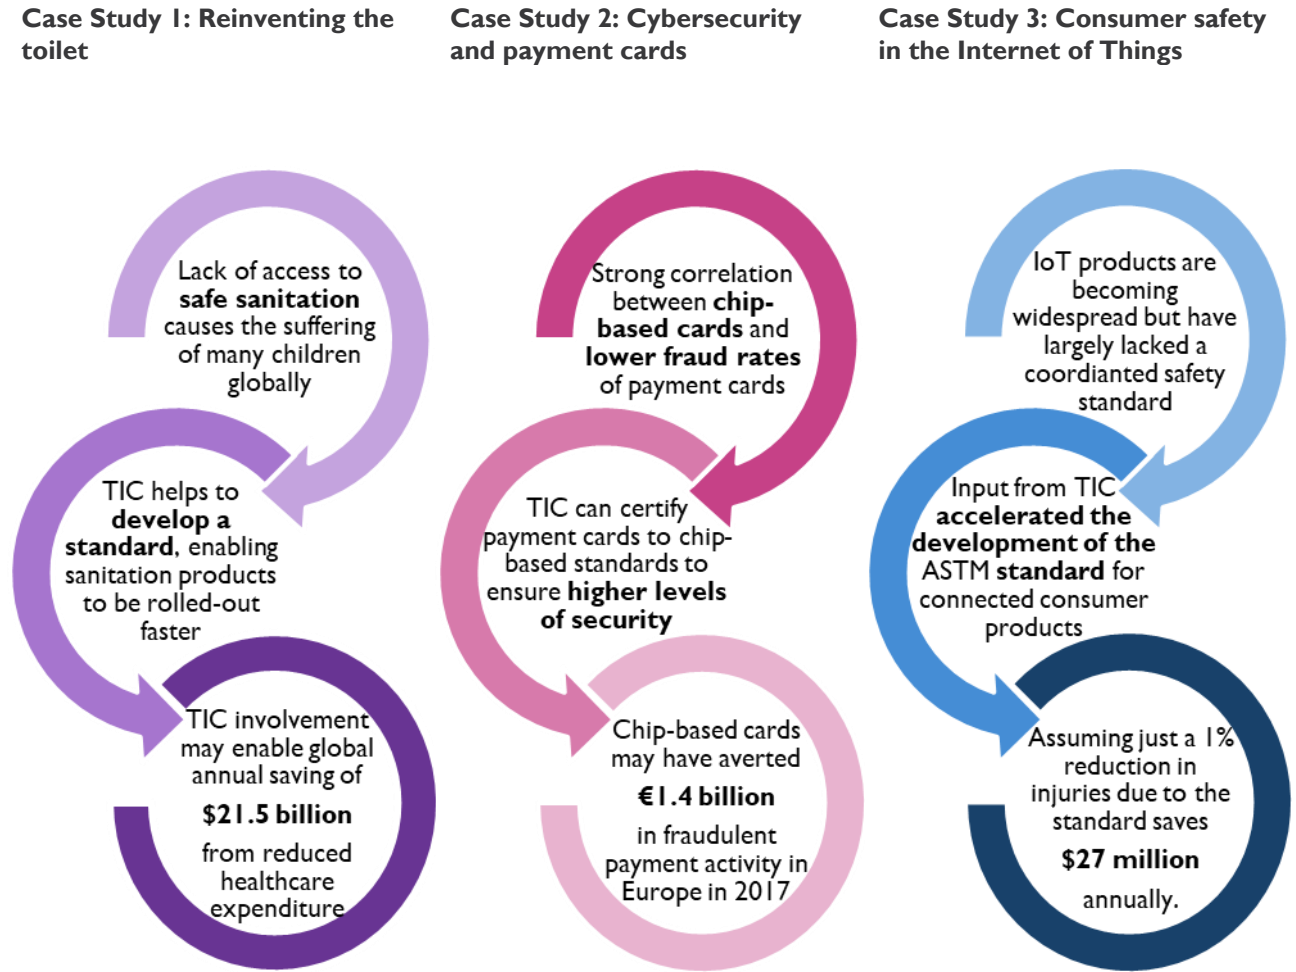 Case Study 1: Reinventing the
toilet
Lack of access to
safe sanitation
causes the suffering
of many children
globally
TIC helps to
develop a
standard, enabling
sanitation products
to be rolled-out
faster
TIC involvement
may enable global
annual saving of
$21.5 billion
from reduced
healthcare
expenditure
Case Study 2: Cybersecurity
and payment cards
Strong correlation
between chip-
based cards and
lower fraud rates
of payment cards
TIC can certify
payment cards to chip-
based standards to
ensure higher levels
of security
Chip-based cards
may have averted
€1.4 billion
in fraudulent
payment activity in
Europe in 2017
Case Study 3: Consumer safety
in the Internet of Things
IoT products are
becoming
widespread but have
largely lacked a
coordianted safety
standard
Input from TIC
accelerated the
development of the
ASTM standard for
connected consumer
products
Assuming just a 1%
reduction in
injuries due to the
standard saves
$27 million
annually.